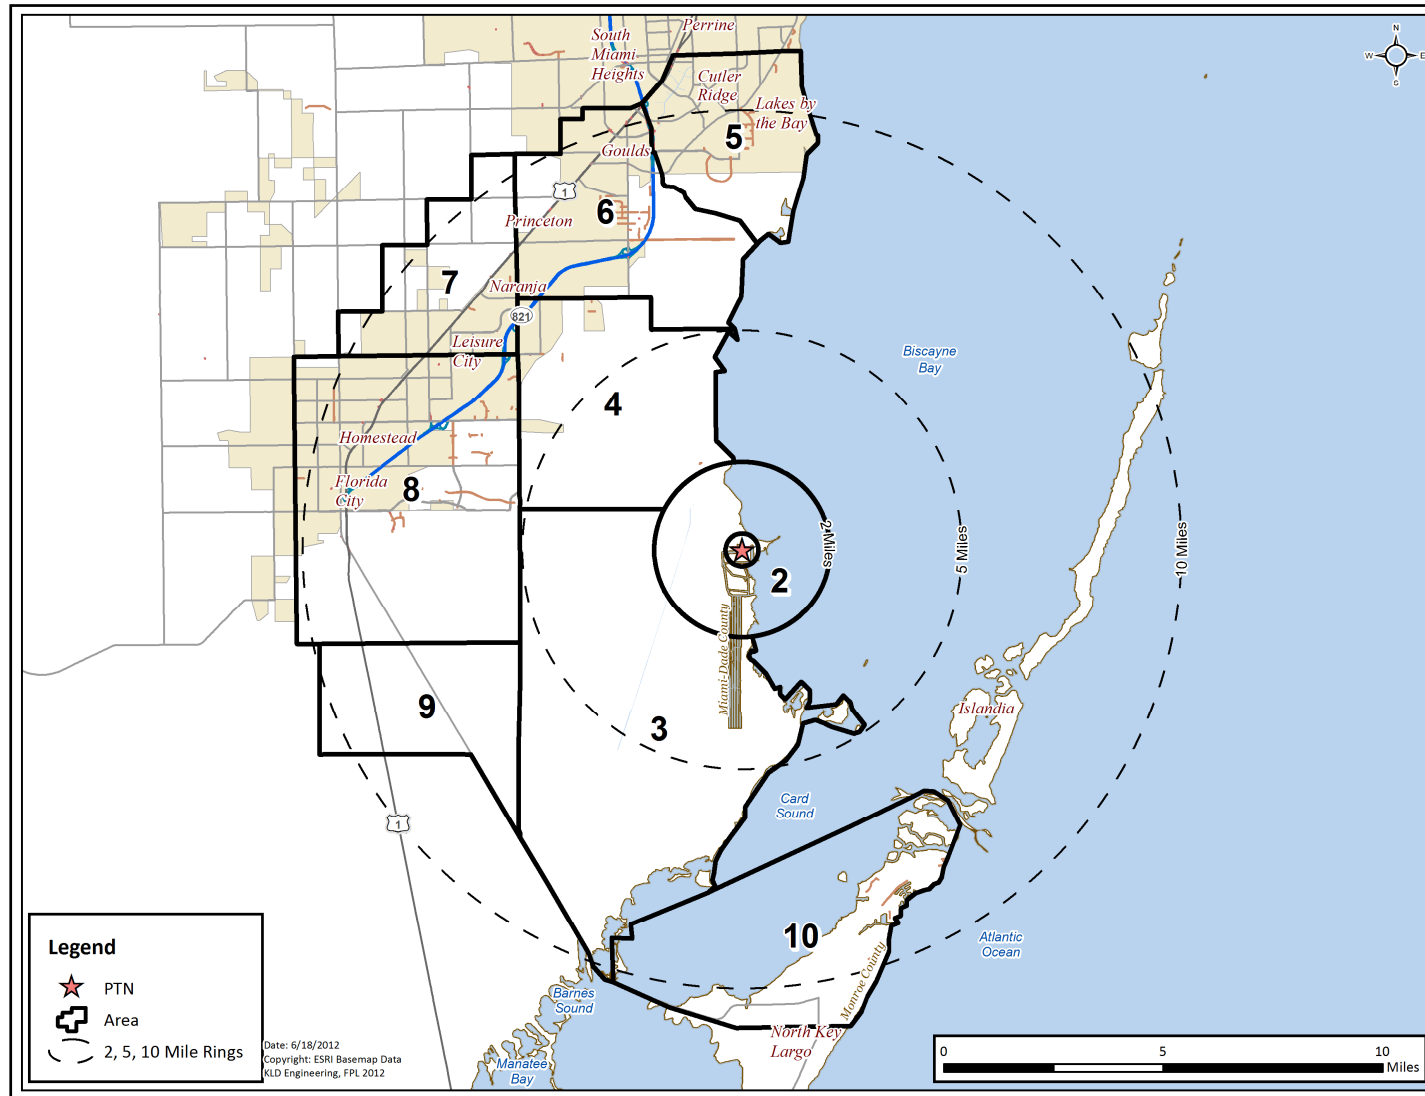 Perrine
South
Miami
Heights
N
W
E
S
Cutler
Ridge
Lakes by
the Bay
5
Goulds
1
6
Princeton
7
Naranja
821
Leisure
City
Biscayne
Bay
4
Homestead
Florida
City
8
2 Miles
5 Miles
10 Miles
2
Miami-Dade County
9
3
Islandia
Card
Sound
1
10
Atlantic
Ocean
Monroe County
Barnes
Sound
North Key
Largo
Manatee
Bay
Legend
PTN
Area
2, 5, 10 Mile Rings
Date: 6/18/2012
Copyright: ESRI Basemap Data
KLD Engineering, FPL 2012
0
5
10
Miles